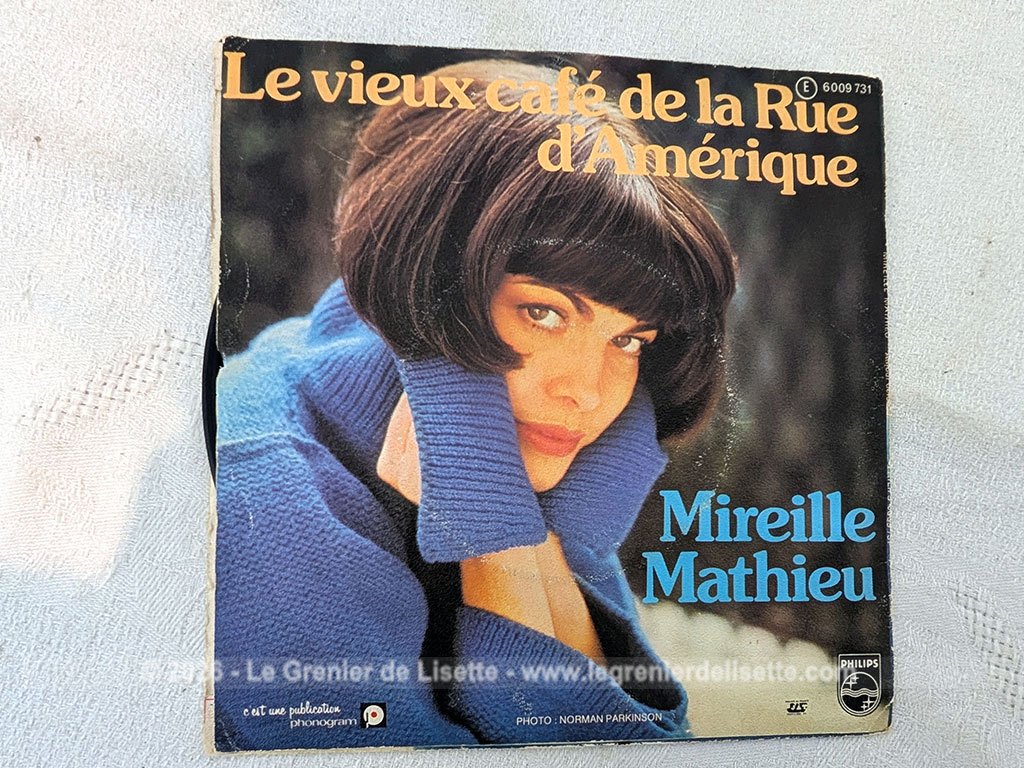 Le vieux café de la Rue
d'Amérique
E 6009 731
Mireille
Mathieu
- Le Grenier de Lisette - www.legrenierdelisette.com
PHILIPS
c'est une publication
phonogram
PHOTO : NORMAN PARKINSON